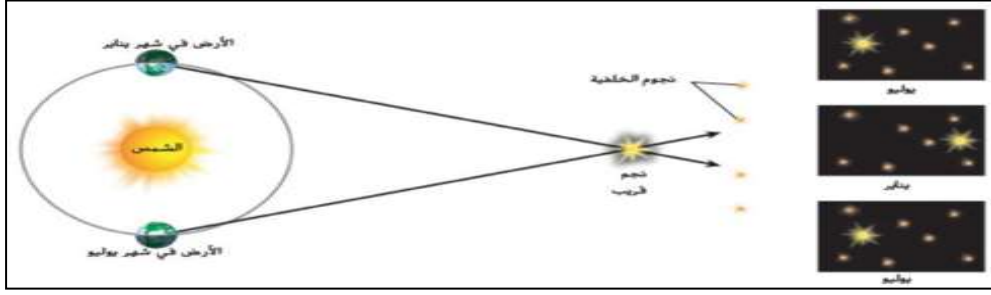 الأرض في شهر يناير
الشمس
الأرض في شهر يوليو
نجوم الخلفية
نجم
قريب
يوليو
يناير
يوليو